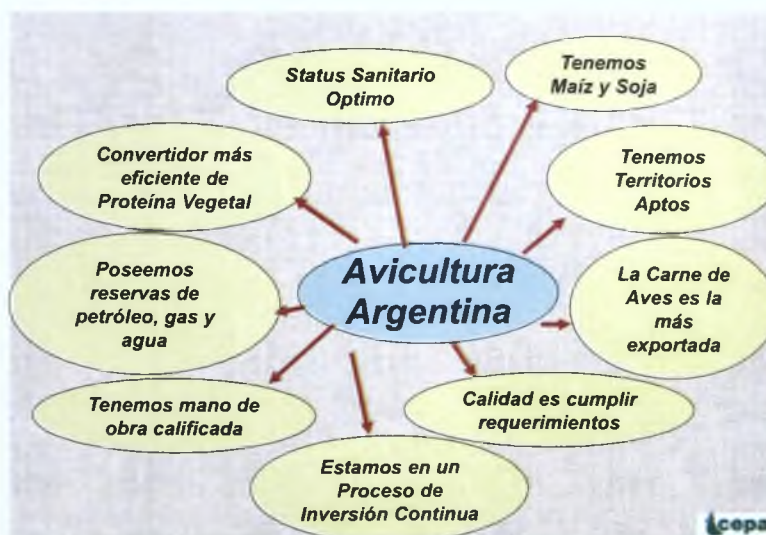 Status Sanitario
Optimo
Tenemos
Maíz y Soja
Convertidor más
eficiente de
Proteína Vegetal
Tenemos
Territorios
Aptos
Avicultura
Argentina
Poseemos
reservas de
petróleo, gas y
agua
La Carne de
Aves es la
más
exportada
Tenemos mano de
obra calificada
Calidad es cumplir
requerimientos
Estamos en un
Proceso de
Inversión Continua
cepa